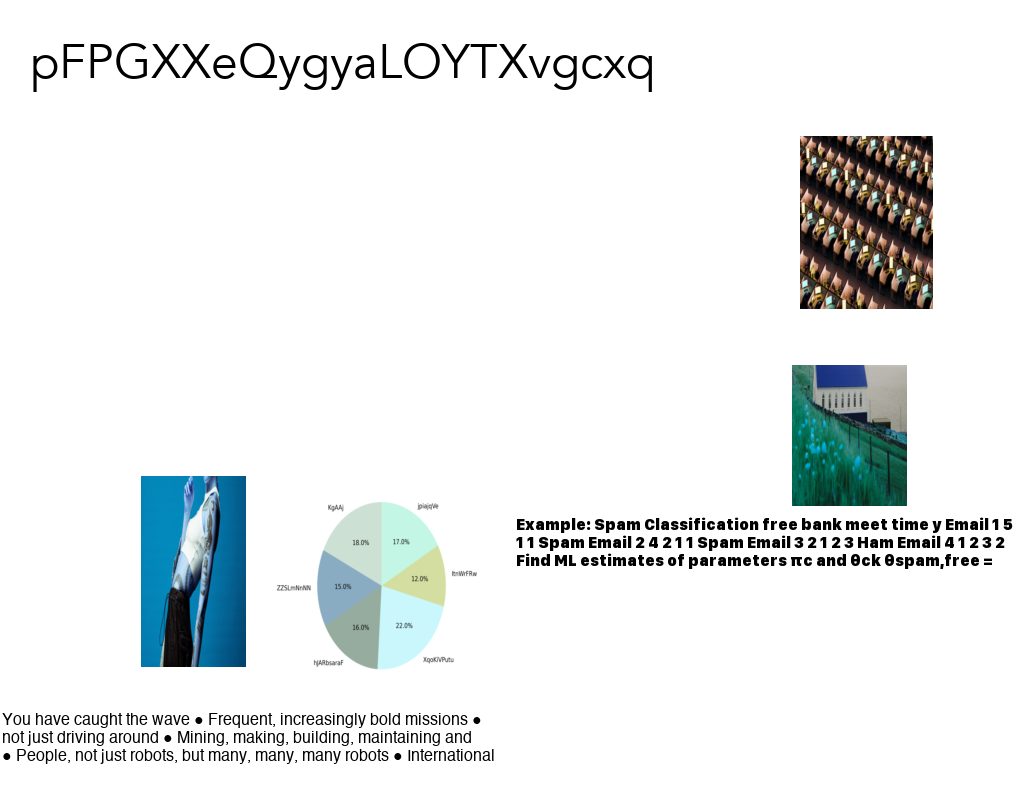 pFPGXXeQygyaLOYTXvgcxq
KgAAj
jpiajqVe
18.0%
17.0%
ZZSLmNnNN
15.0%
12.0%
ltnWrFRw
16.0%
22.0%
hJARbsaraF
XqoKiVPutu
Example: Spam Classification free bank meet time y Email 1 5
1 1 Spam Email 2 4 2 1 1 Spam Email 3 2 1 2 3 Ham Email 4 1 2 3 2
Find ML estimates of parameters πc and θck θspam,free =
You have caught the wave ● Frequent, increasingly bold missions ●
not just driving around ● Mining, making, building, maintaining and
● People, not just robots, but many, many, many robots ● International